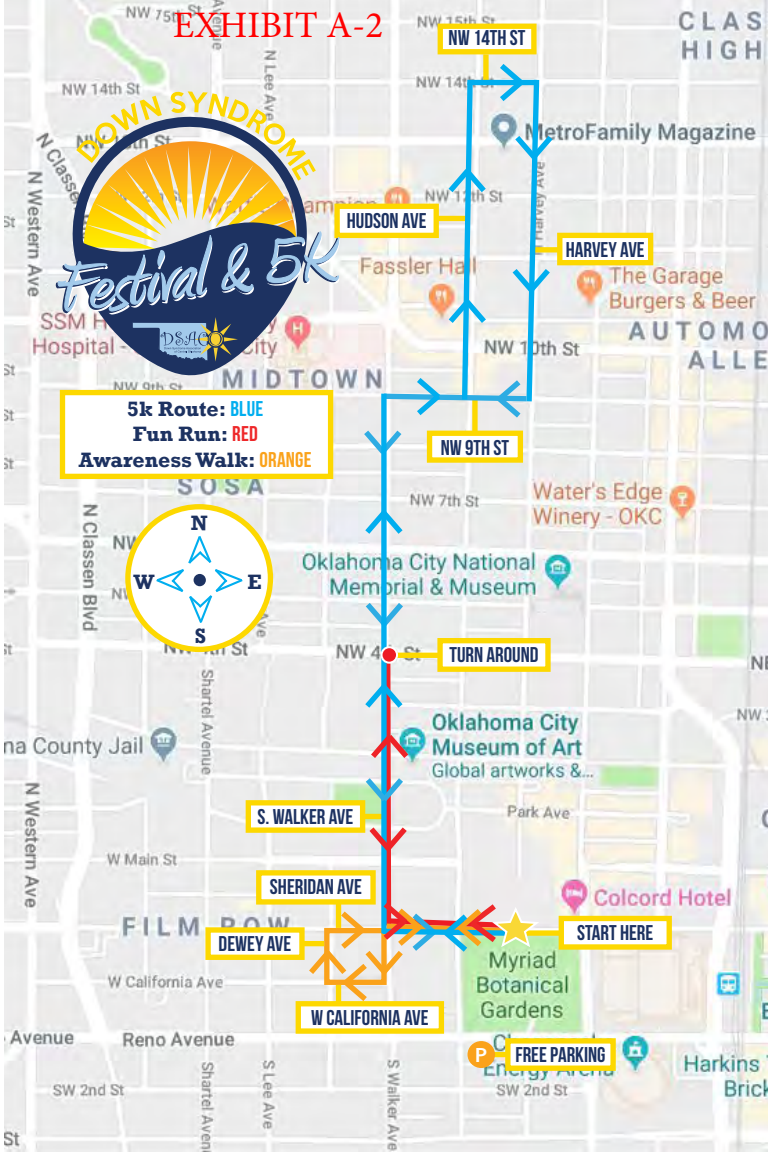 EXHIBIT A-2
NW 15th St
CLAS
HIGH
NW 14TH ST
NW 14th St
N Lee Ave
NW 14th St
DOWN SYNDROME
Festival & 5K
DSACO
MetroFamily Magazine
N Western Ave
NW 12th St
HUDSON AVE
HARVEY AVE
Fassler Hall
The Garage
Burgers & Beer
SSM H
Hospital -
City
AUTOMO
ALLE
NW 10th St
NW 9th St
MIDTOWN
5k Route: BLUE
Fun Run: RED
Awareness Walk: ORANGE
NW 9TH ST
SOSA
NW 7th St
Water's Edge
Winery - OKC
N Classen Blvd
N
W
E
S
Oklahoma City National
Memorial & Museum
NW 4th St
TURN AROUND
Shartel Avenue
NW
na County Jail
Oklahoma City
Museum of Art
Global artworks &...
N Western Ave
S. WALKER AVE
Park Ave
W Main St
SHERIDAN AVE
Colcord Hotel
FILM ROW
DEWEY AVE
START HERE
Myriad
Botanical
Gardens
W California Ave
W CALIFORNIA AVE
Avenue
Reno Avenue
P
FREE PARKING
Energy Arena
Harkins
Brick
SW 2nd St
Shartel Aven
S Lee Ave
S Walker Ave
SW 2nd St
St